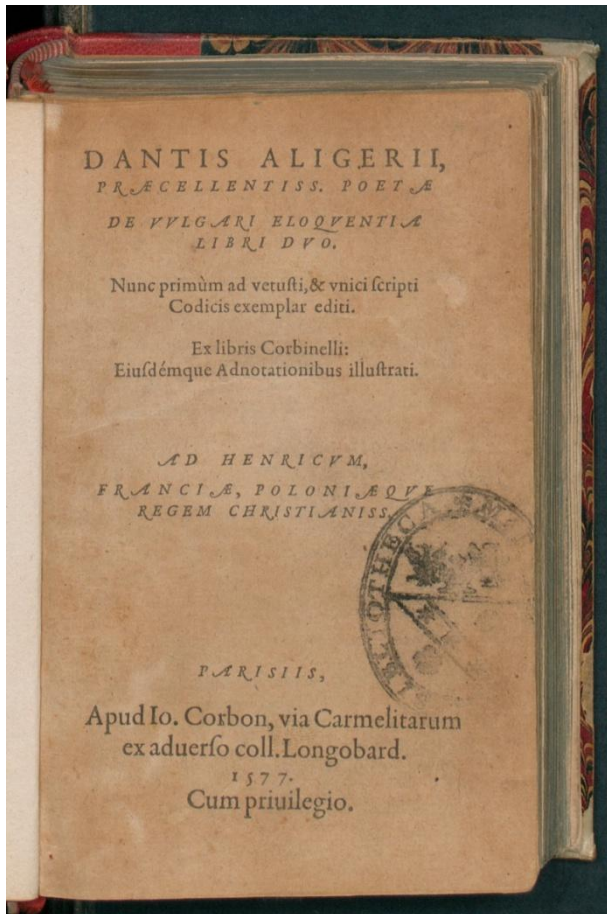 DANTIS ALIGERII,
PRÆCELLENTISS. POETÆ
DE VVLGARI ELOQVENTIA
LIBRI DVO.
Nunc primùm ad vetuſti, & vnici ſcripti
Codicis exemplar editi.
Ex libris Corbinelli:
Eiuſdémque Adnotationibus illuſtrati.
AD HENRICVM,
FRANCIÆ, POLONIÆQVE
REGEM CHRISTIANISS.
PARISIIS,
Apud Io. Corbon, via Carmelitarum
ex aduerſo coll. Longobard.
1577.
Cum priuilegio.